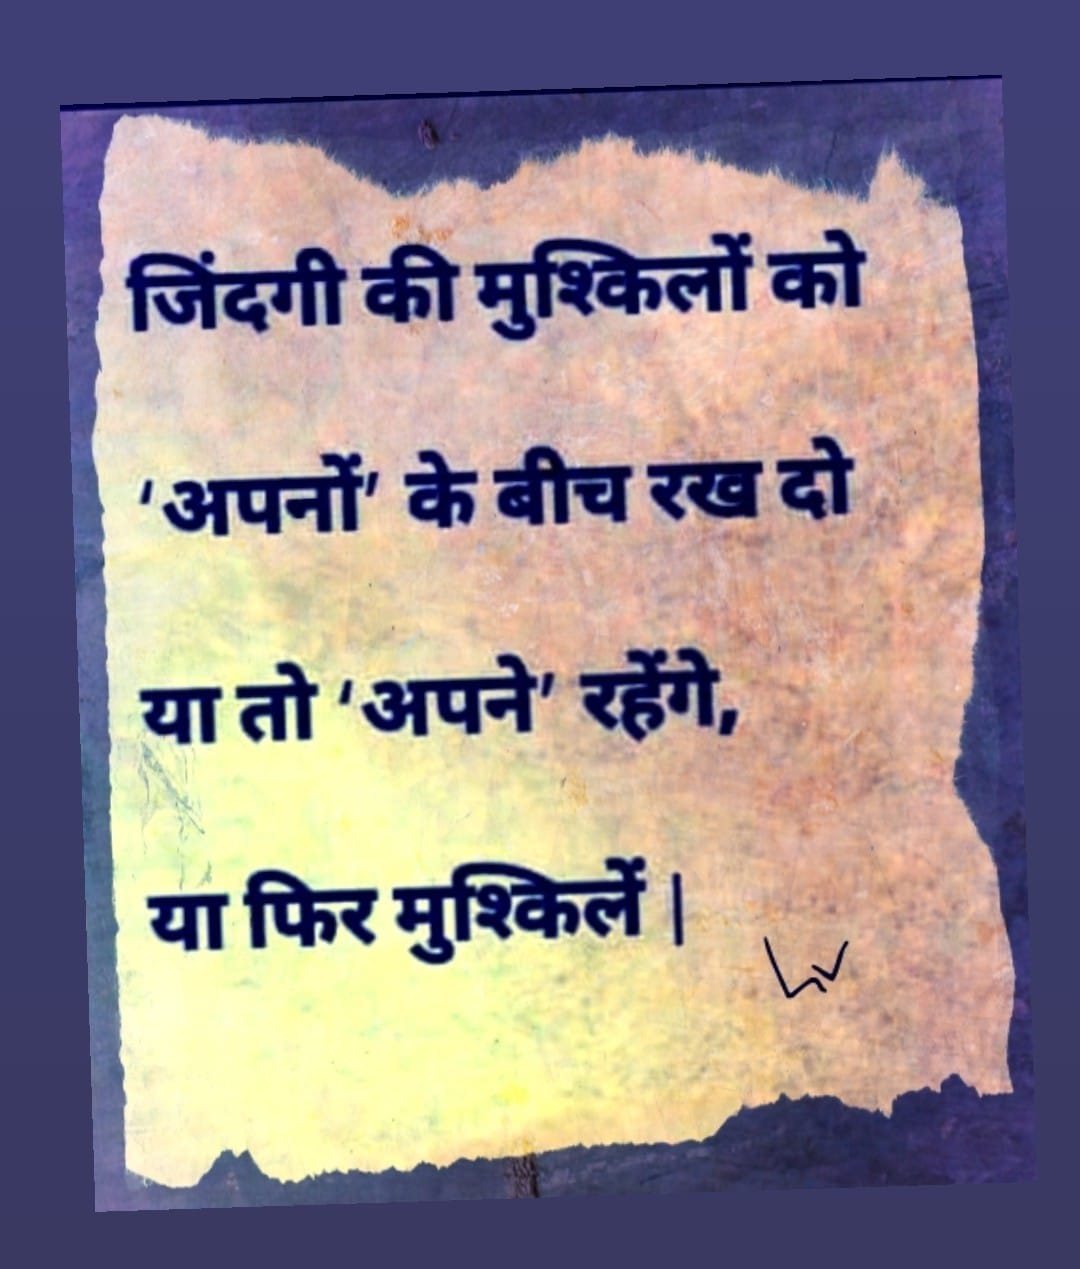 जिंदगी की मुश्किलों को
'अपनों' के बीच रख दो
या तो 'अपने' रहेंगे,
या फिर मुश्किलें |